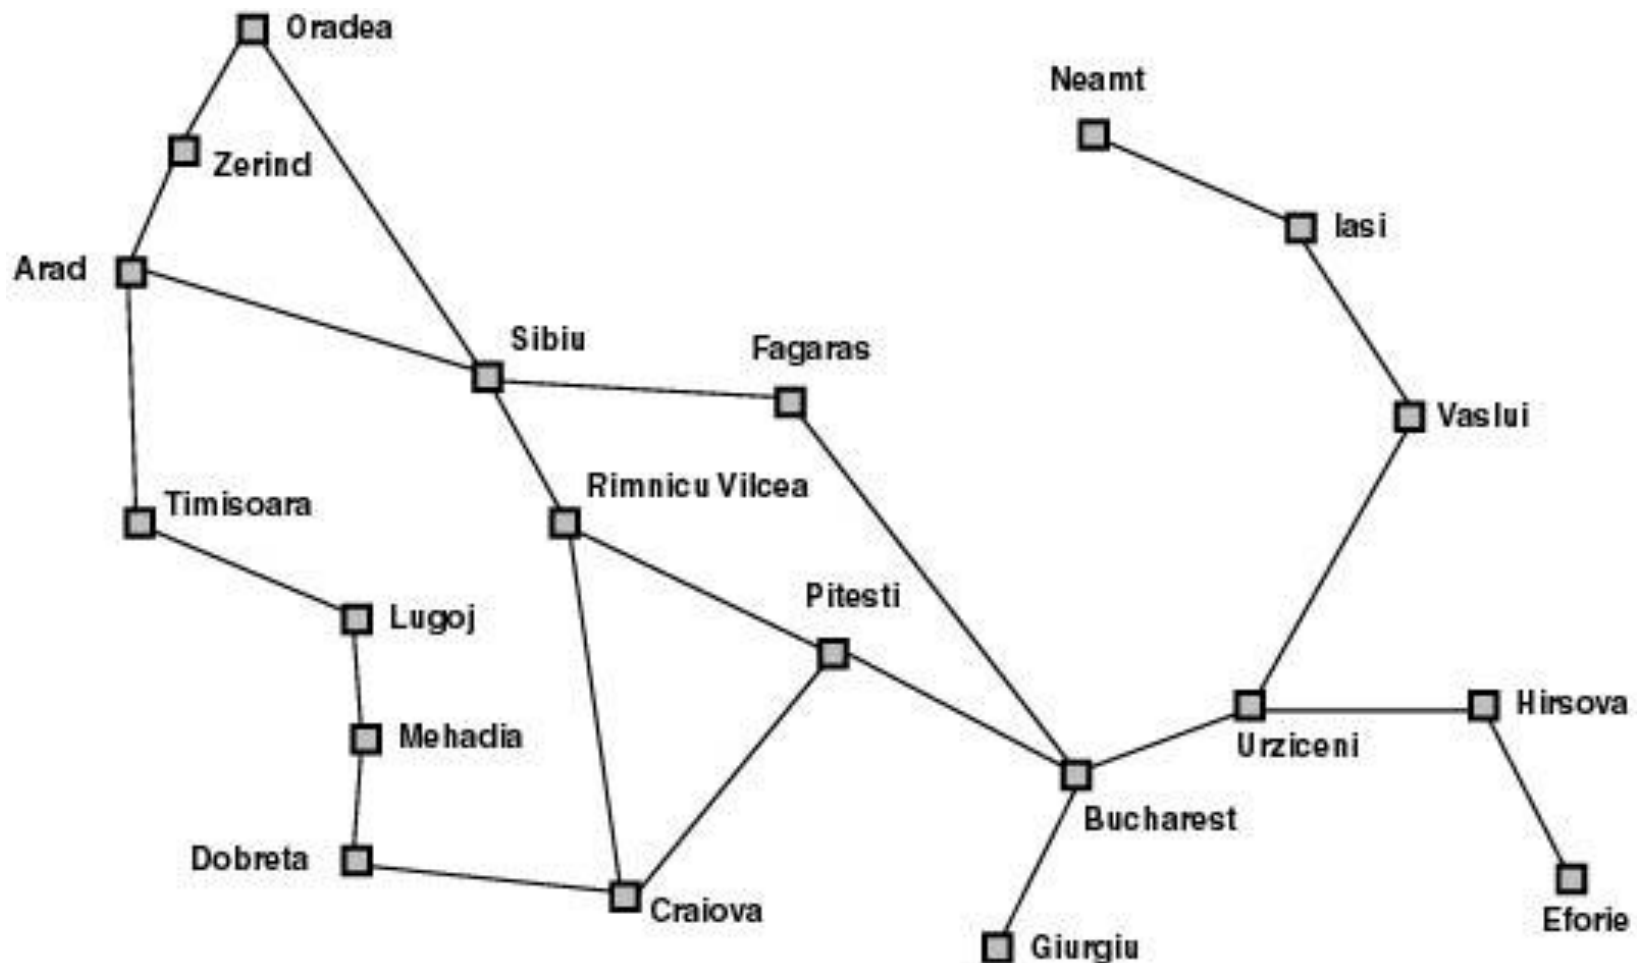 Oradea
Neamt
Zerind
Iasi
Arad
Sibiu
Fagaras
Vaslui
Rimnicu Vilcea
Timisoara
Pitesti
Lugoj
Hirsova
Mehadia
Urziceni
Bucharest
Dobreta
Craiova
Eforie
Giurgiu